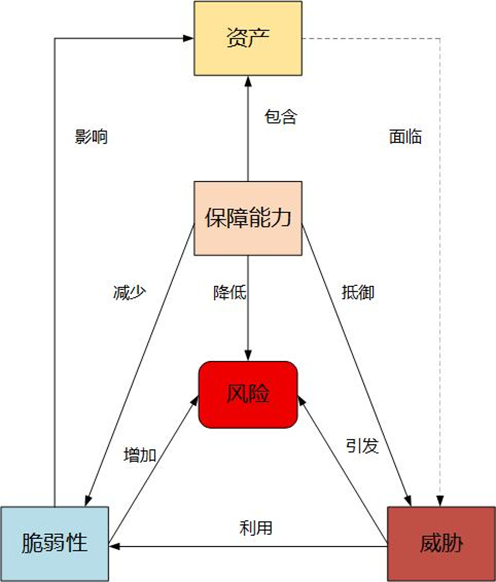 资产
包含
影响
面临
保障能力
减少
降低
抵御
风险
增加
引发
利用
脆弱性
威胁